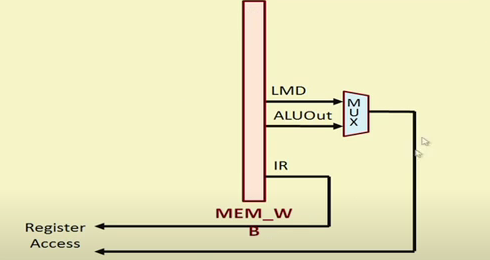 LMD
MUX
ALUOut
IR
MEM_W
B
Register
Access